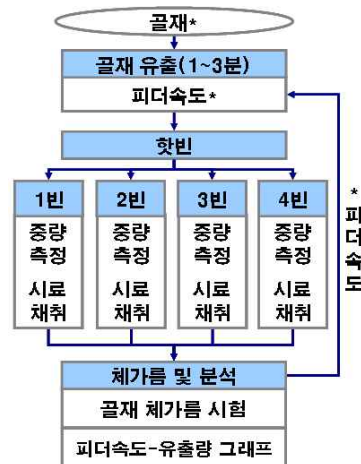 골재*
골재 유출(1~3분)
피더속도*
핫빈
1빈
중량
측정
시료
채취
2빈
중량
측정
시료
채취
3빈
중량
측정
시료
채취
4빈
중량
측정
시료
채취
*
피
더
속
도
체가름 및 분석
골재 체가름 시험
피더속도-유출량 그래프